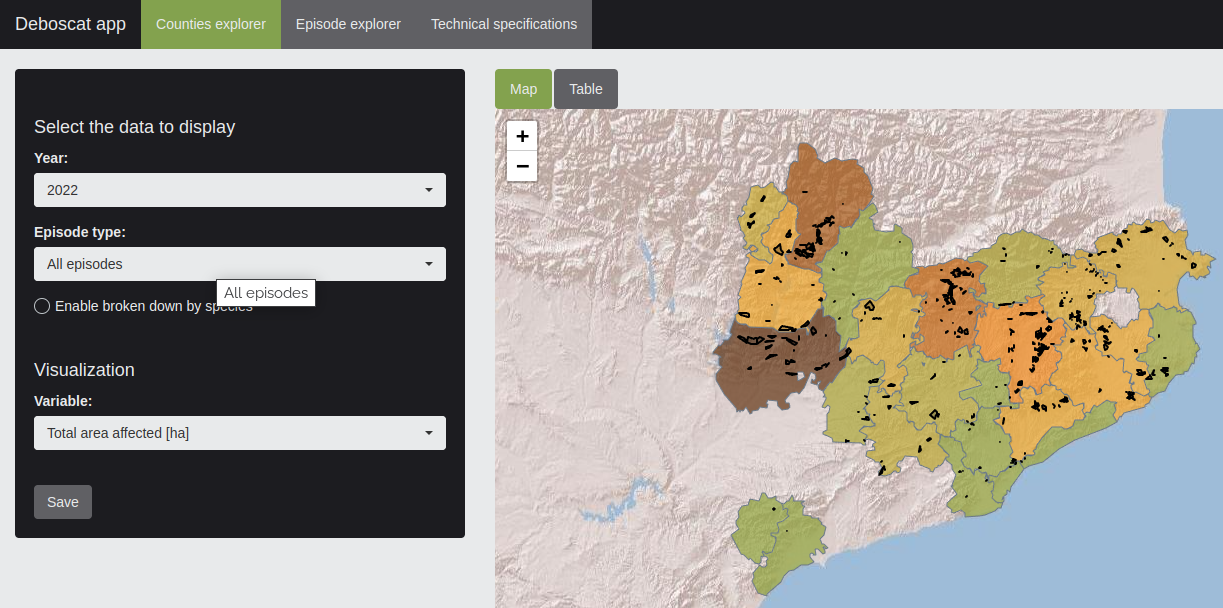 Deboscat app
Counties explorer
Episode explorer
Technical specifications
Select the data to display
Year:
2022
Episode type:
All episodes
All episodes
Enable broken down by species
Visualization
Variable:
Total area affected [ha]
Save
Map
Table
+
−